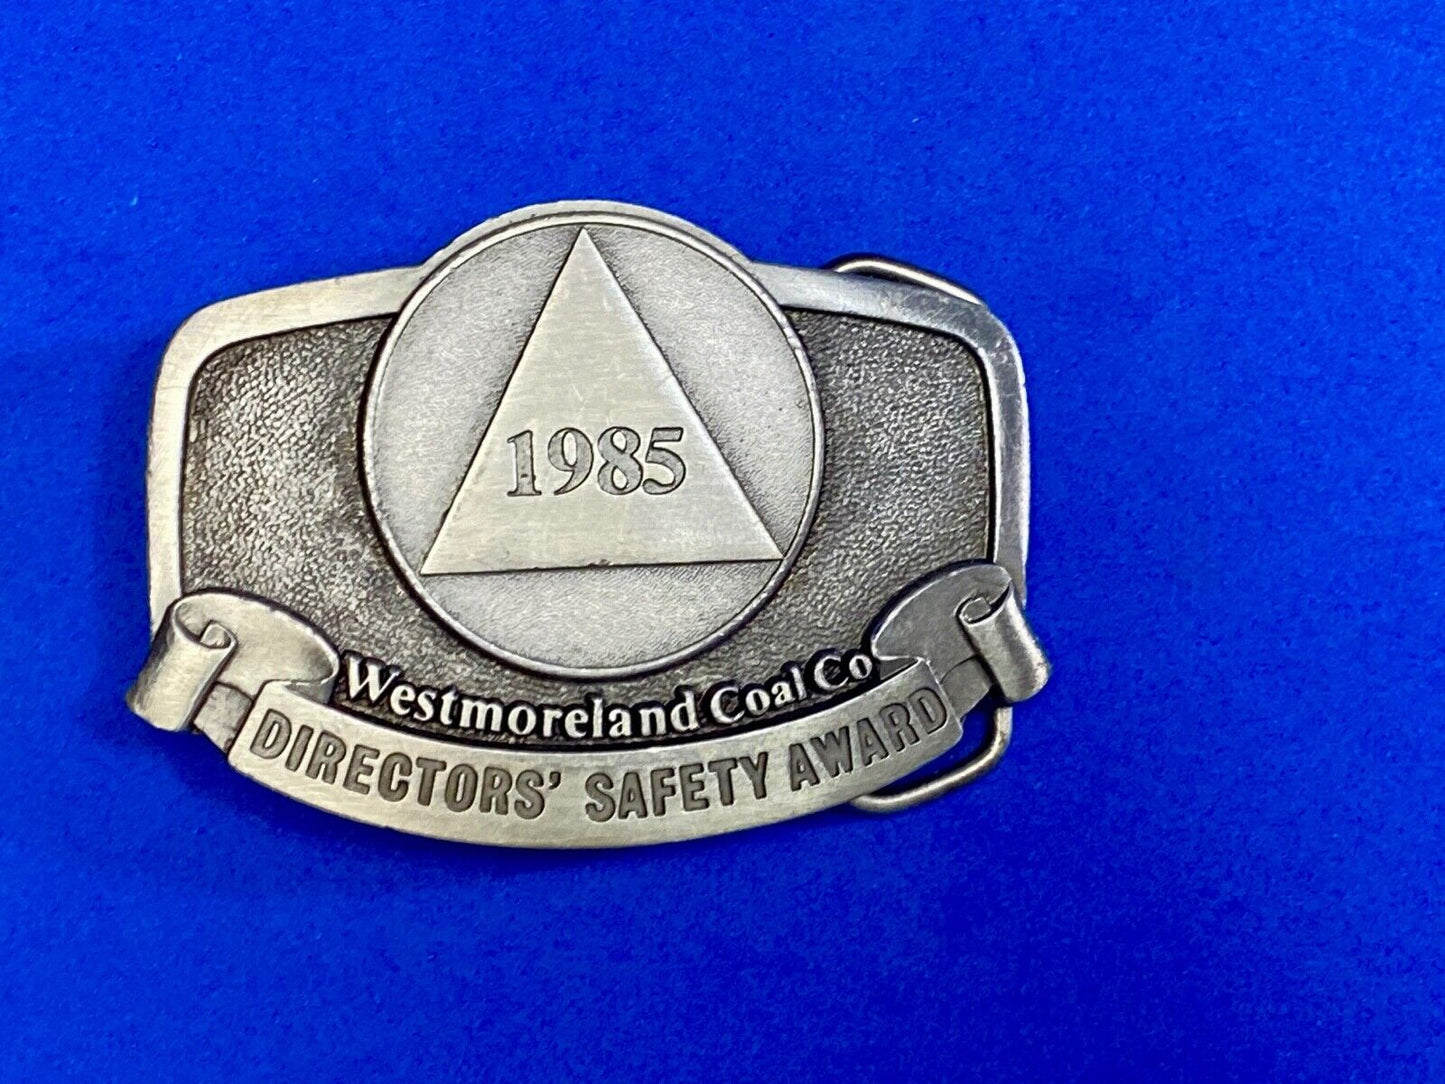 1985
Westmoreland Coal Co
DIRECTORS' SAFETY AWARD